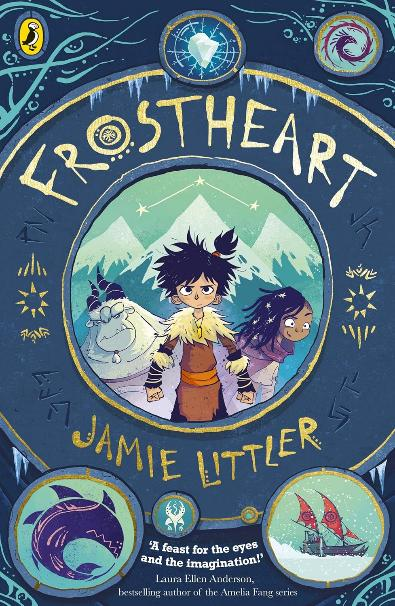 FROSTHEART
JAMIE LITTLER
'A feast for the eyes
and the imagination!'
Laura Ellen Anderson,
bestselling author of the Amelia Fang series